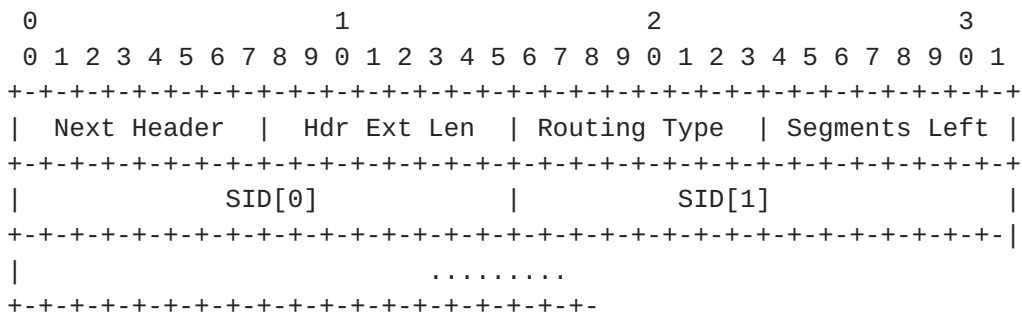 0                   1                   2                   3
 0 1 2 3 4 5 6 7 8 9 0 1 2 3 4 5 6 7 8 9 0 1 2 3 4 5 6 7 8 9 0 1
+-+-+-+-+-+-+-+-+-+-+-+-+-+-+-+-+-+-+-+-+-+-+-+-+-+-+-+-+-+-+-+-+
|  Next Header  |  Hdr Ext Len  | Routing Type  | Segments Left |
+-+-+-+-+-+-+-+-+-+-+-+-+-+-+-+-+-+-+-+-+-+-+-+-+-+-+-+-+-+-+-+-+
|             SID[0]            |          SID[1]               |
+-+-+-+-+-+-+-+-+-+-+-+-+-+-+-+-+-+-+-+-+-+-+-+-+-+-+-+-+-+-+-+-|
|                          .........
+-+-+-+-+-+-+-+-+-+-+-+-+-+-+-+-+-+-+-